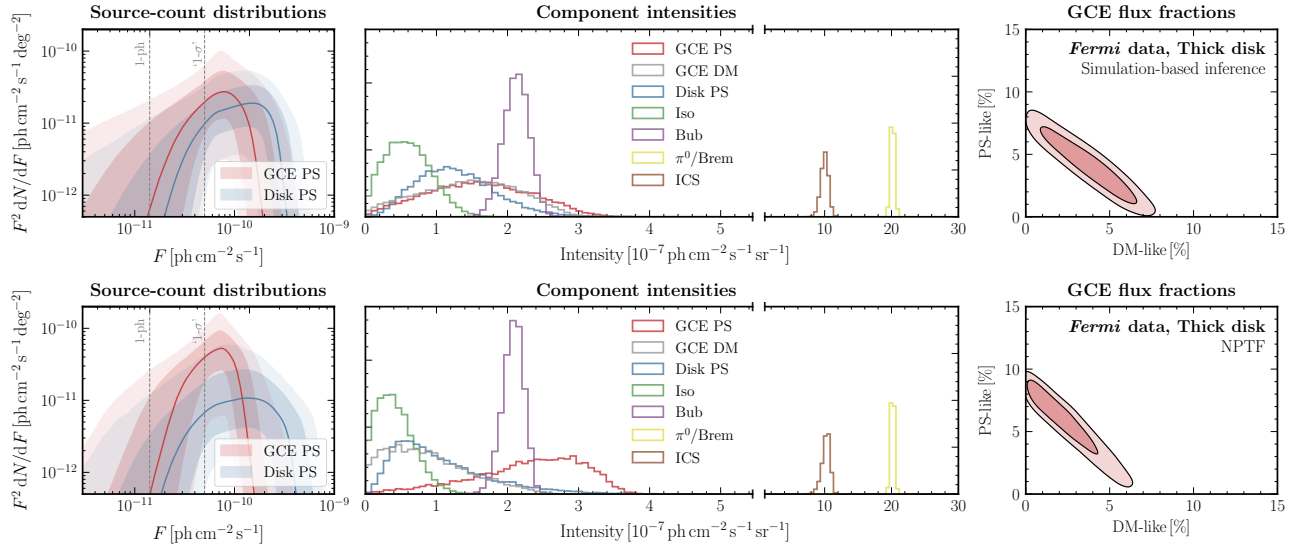 Source-count distributions
Component intensities
GCE flux fractions
F² dN/dF [ph cm⁻² s⁻¹ deg⁻²]
10⁻¹⁰
10⁻¹¹
10⁻¹²
1-ph
'1-σ'
GCE PS
Disk PS
10⁻¹¹ 10⁻¹⁰ 10⁻⁹
F [ph cm⁻² s⁻¹]
GCE PS
GCE DM
Disk PS
Iso
Bub
π⁰/Brem
ICS
0 1 2 3 4 5 10 20 30
Intensity [10⁻⁷ ph cm⁻² s⁻¹ sr⁻¹]
PS-like [%]
15
10
5
0
Fermi data, Thick disk
Simulation-based inference
0 5 10 15
DM-like [%]
Source-count distributions
Component intensities
GCE flux fractions
F² dN/dF [ph cm⁻² s⁻¹ deg⁻²]
10⁻¹⁰
10⁻¹¹
10⁻¹²
1-ph
'1-σ'
GCE PS
Disk PS
10⁻¹¹ 10⁻¹⁰ 10⁻⁹
F [ph cm⁻² s⁻¹]
GCE PS
GCE DM
Disk PS
Iso
Bub
π⁰/Brem
ICS
0 1 2 3 4 5 10 20 30
Intensity [10⁻⁷ ph cm⁻² s⁻¹ sr⁻¹]
PS-like [%]
15
10
5
0
Fermi data, Thick disk
NPTF
0 5 10 15
DM-like [%]